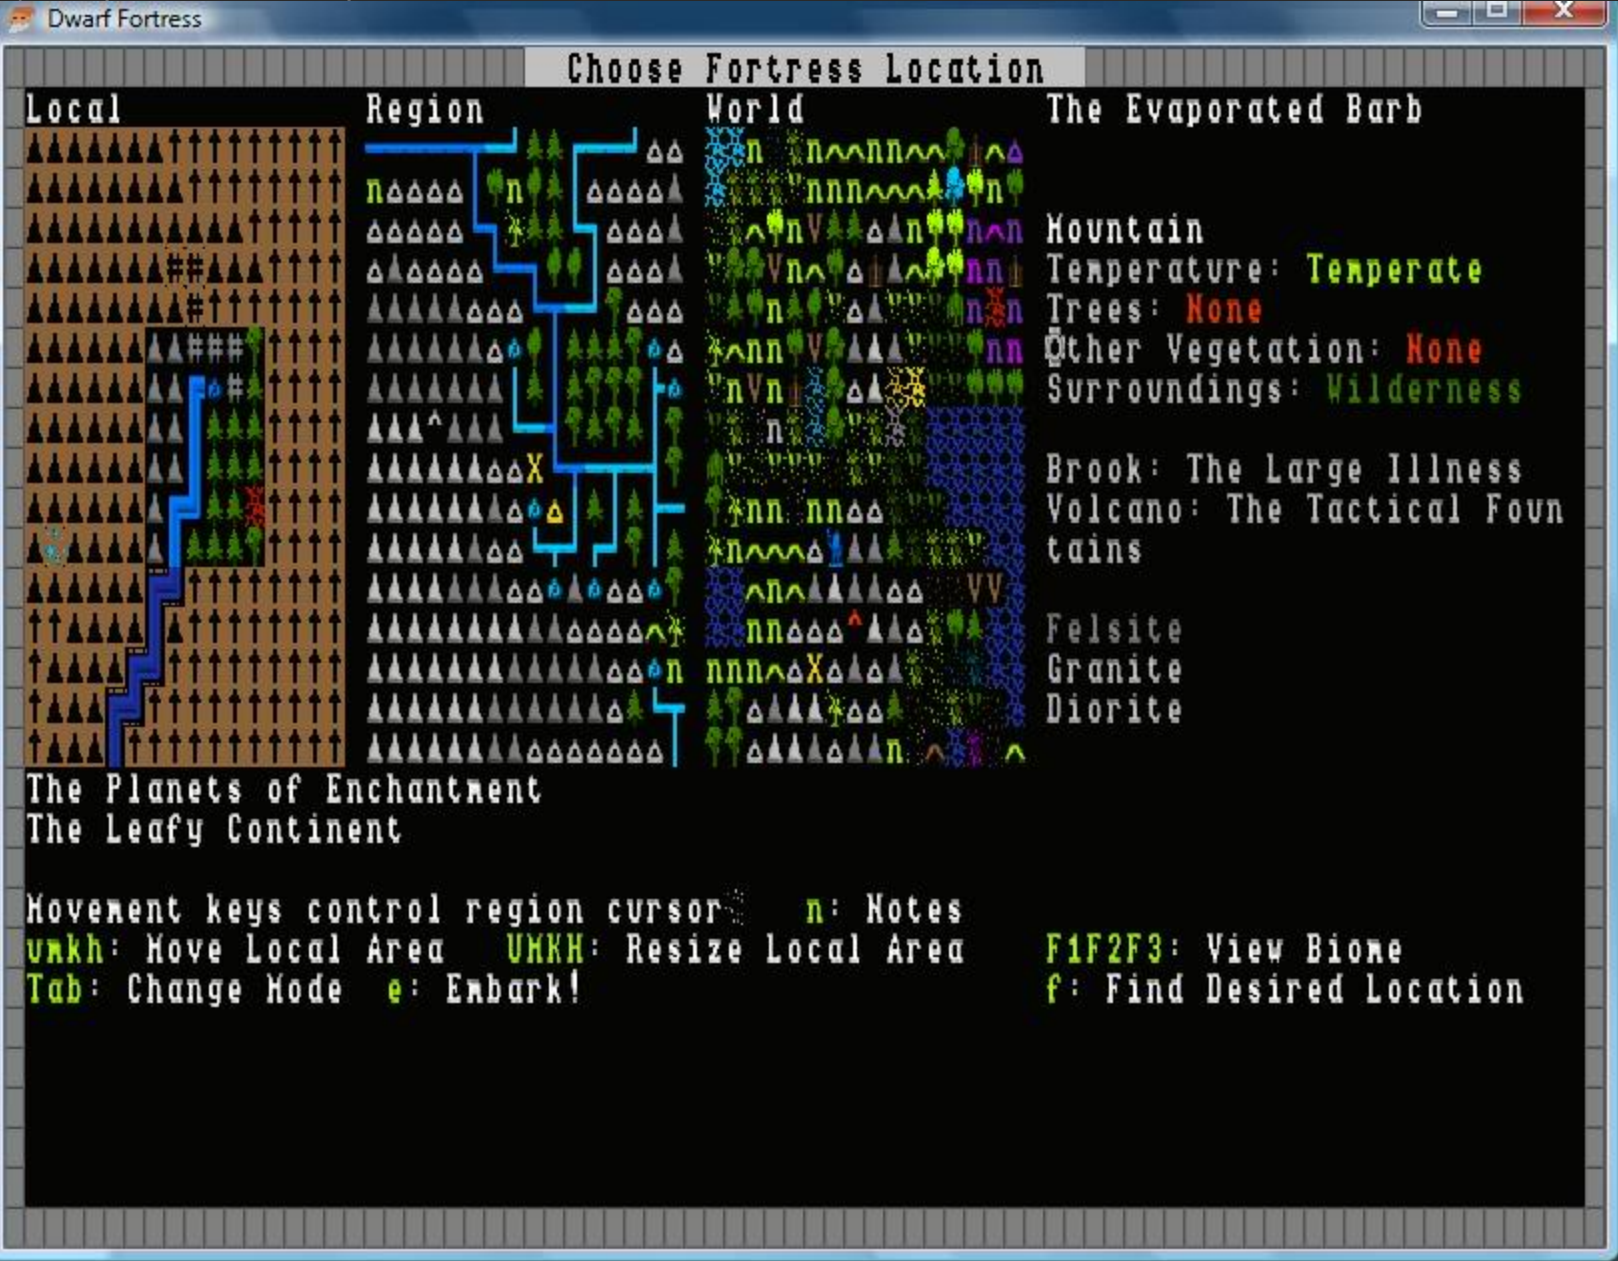 Dwarf Fortress
Choose Fortress Location
Local Region World The Evaporated Barb
Mountain
Temperature: Temperate
Trees: None
Other Vegetation: None
Surroundings: Wilderness
Brook: The Large Illness
Volcano: The Tactical Foun
tains
Felsite
Granite
Diorite
The Planets of Enchantment
The Leafy Continent
Movement keys control region cursor n: Notes
umkh: Move Local Area UMKH: Resize Local Area F1F2F3: View Biome
Tab: Change Mode e: Embark! f: Find Desired Location